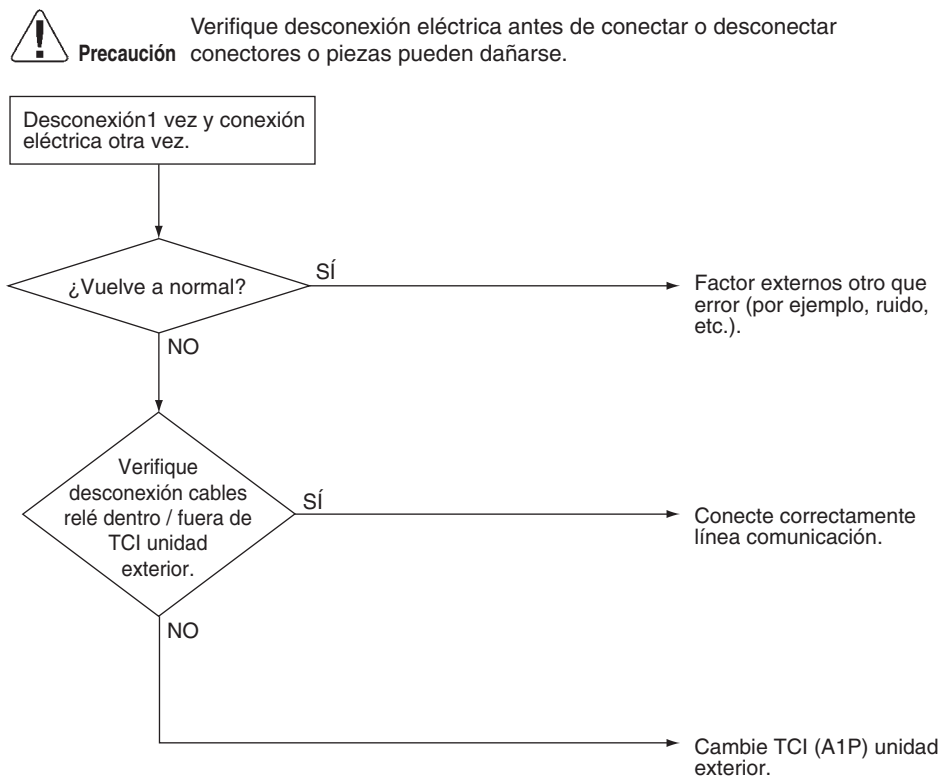 Verifique desconexión eléctrica antes de conectar o desconectar
Precaución conectores o piezas pueden dañarse.
Desconexión1 vez y conexión
eléctrica otra vez.
¿Vuelve a normal?
SÍ
Factor externos otro que
error (por ejemplo, ruido,
etc.).
NO
Verifique
desconexión cables
relé dentro / fuera de
TCI unidad
exterior.
SÍ
Conecte correctamente
línea comunicación.
NO
Cambie TCI (A1P) unidad
exterior.